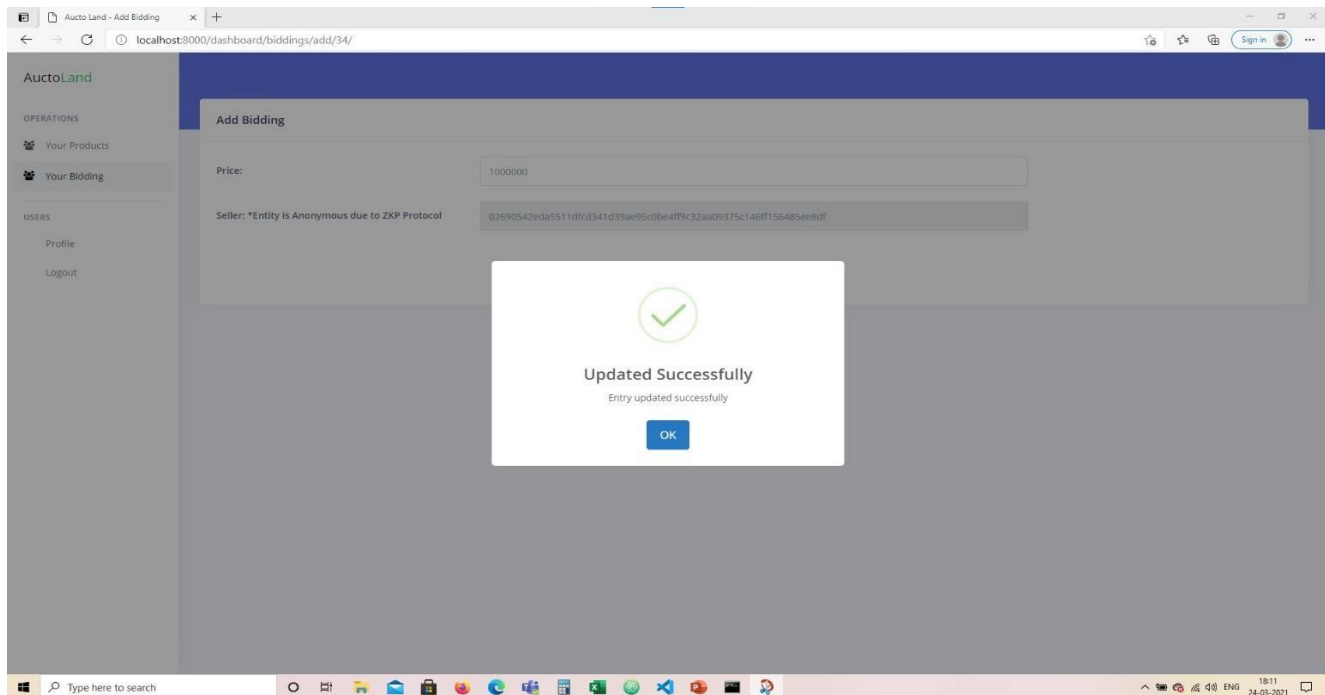 Aucto Land - Add Bidding
localhost:8000/dashboard/biddings/add/34/
Sign in
AuctoLand
OPERATIONS
Your Products
Your Bidding
USERS
Profile
Logout
Add Bidding
Price:
1000000
Seller: *Entity is Anonymous due to ZKP Protocol
02690542eda5511dfcd341d39ae95c0be4ff9c32aa09375c146ff156485ee8df
Updated Successfully
Entry updated successfully
OK
Type here to search
ENG
18:11
24-03-2021